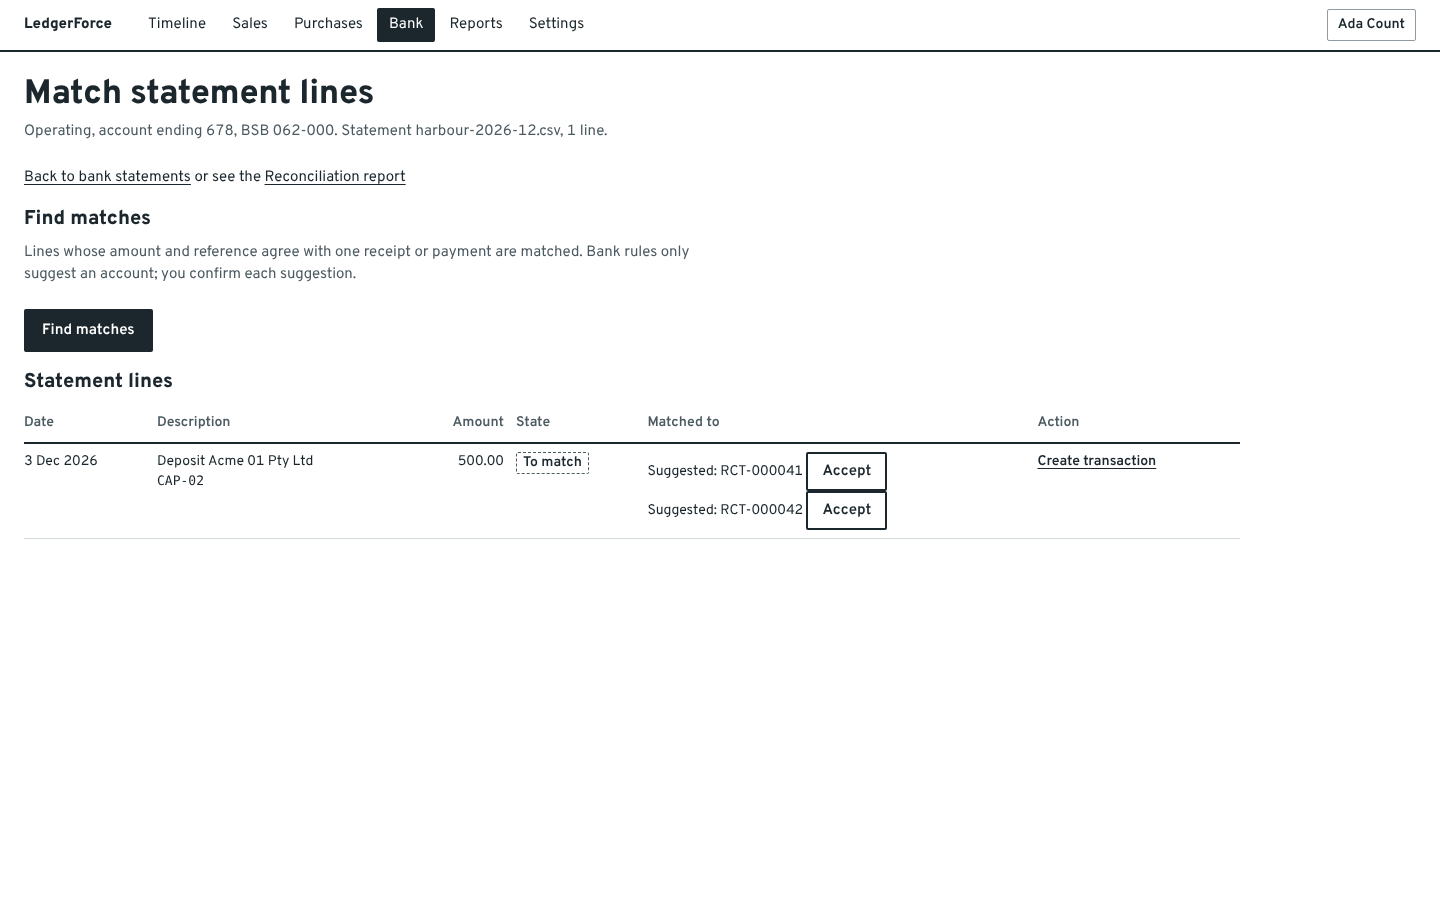 LedgerForce Timeline Sales Purchases Bank Reports Settings Ada Count
Match statement lines
Operating, account ending 678, BSB 062-000. Statement harbour-2026-12.csv, 1 line.
Back to bank statements or see the Reconciliation report
Find matches
Lines whose amount and reference agree with one receipt or payment are matched. Bank rules only
suggest an account; you confirm each suggestion.
Find matches
Statement lines
Date Description Amount State Matched to Action
3 Dec 2026 Deposit Acme 01 Pty Ltd 500.00 To match Suggested: RCT-000041 Accept Create transaction
CAP-02
Suggested: RCT-000042 Accept